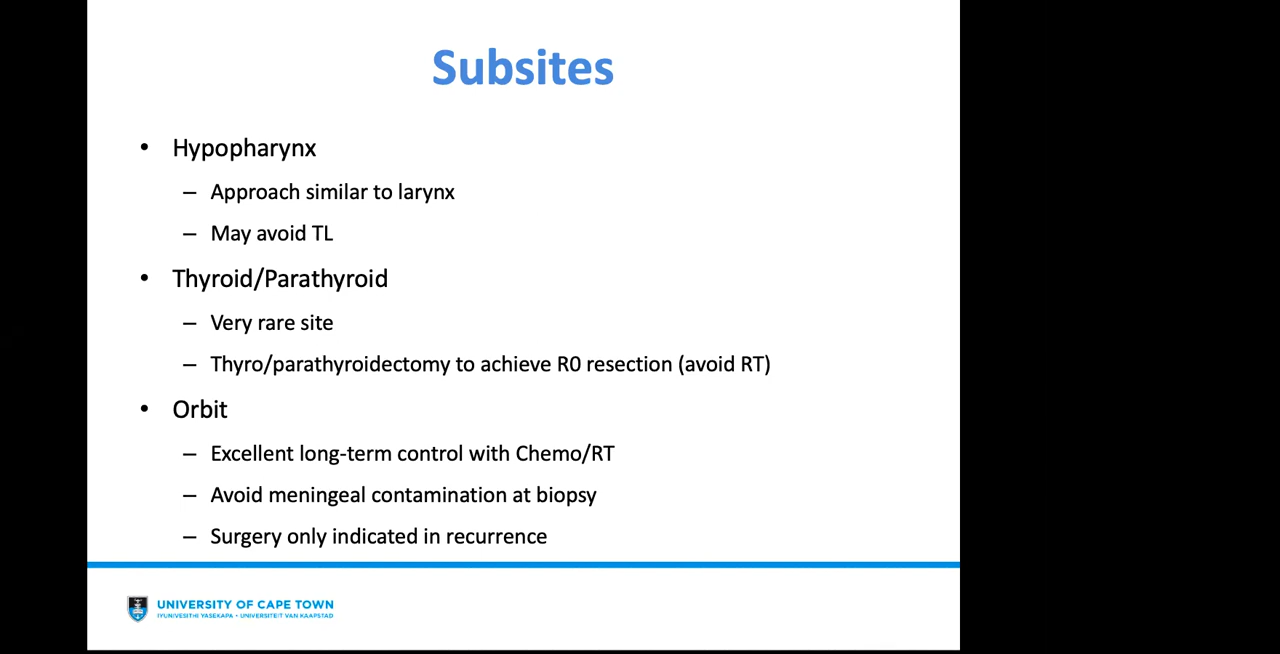 Subsites
• Hypopharynx
– Approach similar to larynx
– May avoid TL
• Thyroid/Parathyroid
– Very rare site
– Thyro/parathyroidectomy to achieve R0 resection (avoid RT)
• Orbit
– Excellent long-term control with Chemo/RT
– Avoid meningeal contamination at biopsy
– Surgery only indicated in recurrence
UNIVERSITY OF CAPE TOWN
IYUNIVESITHI YASEKAPA • UNIVERSITEIT VAN KAAPSTAD